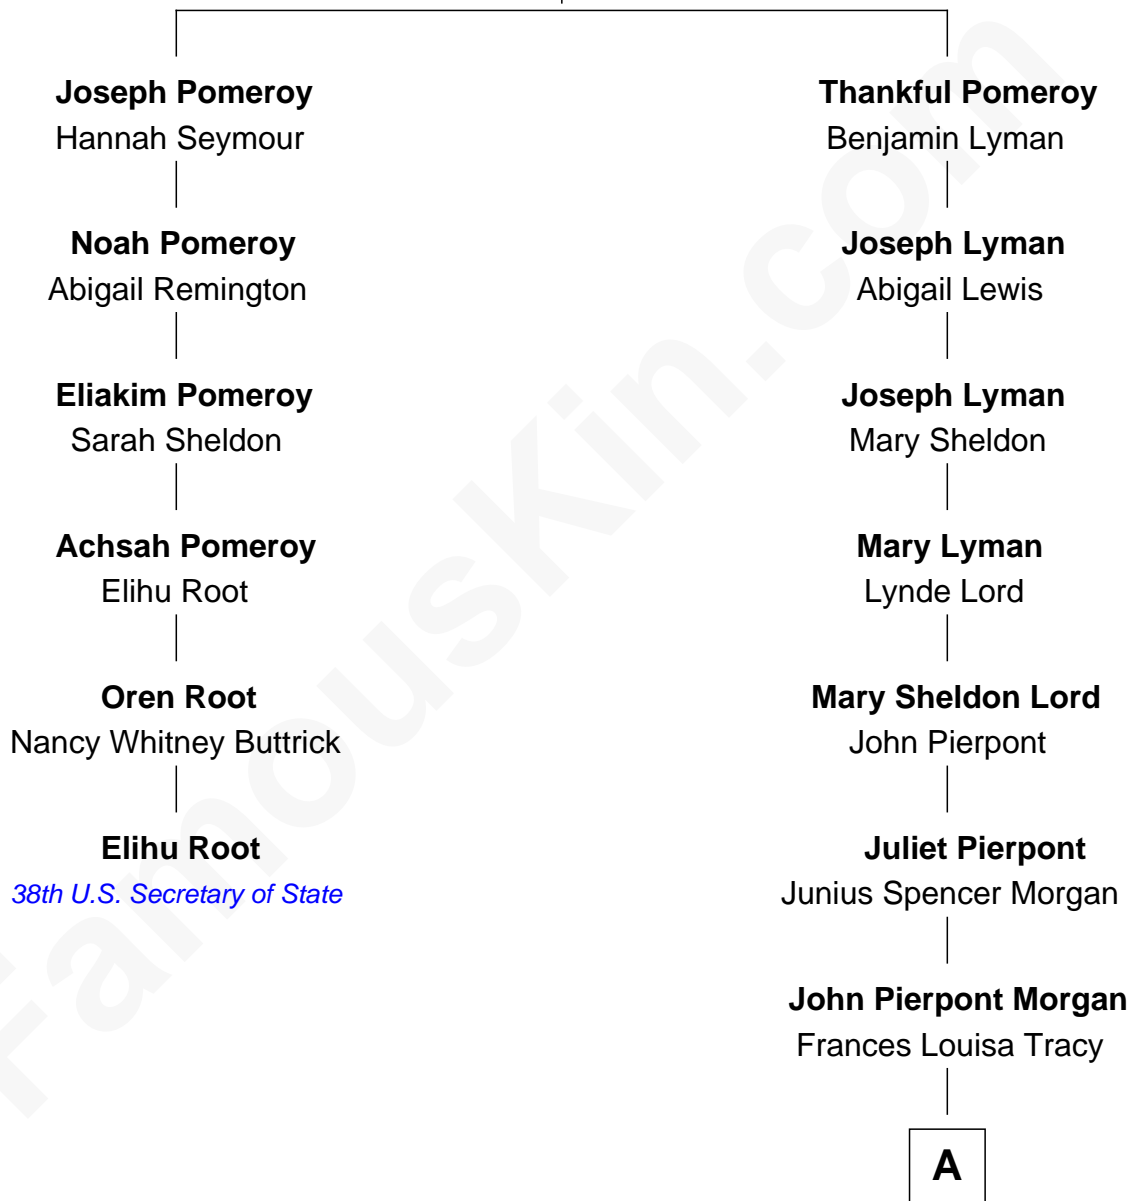 Joseph Pomeroy
Hannah Seymour
Noah Pomeroy
Abigail Remington
Eliakim Pomeroy
Sarah Sheldon
Achsah Pomeroy
Elihu Root
Oren Root
Nancy Whitney Buttrick
Elihu Root
38th U.S. Secretary of State
Thankful Pomeroy
Benjamin Lyman
Joseph Lyman
Abigail Lewis
Joseph Lyman
Mary Sheldon
Mary Lyman
Lynde Lord
Mary Sheldon Lord
John Pierpont
Juliet Pierpont
Junius Spencer Morgan
John Pierpont Morgan
Frances Louisa Tracy
A
FamousKin.com